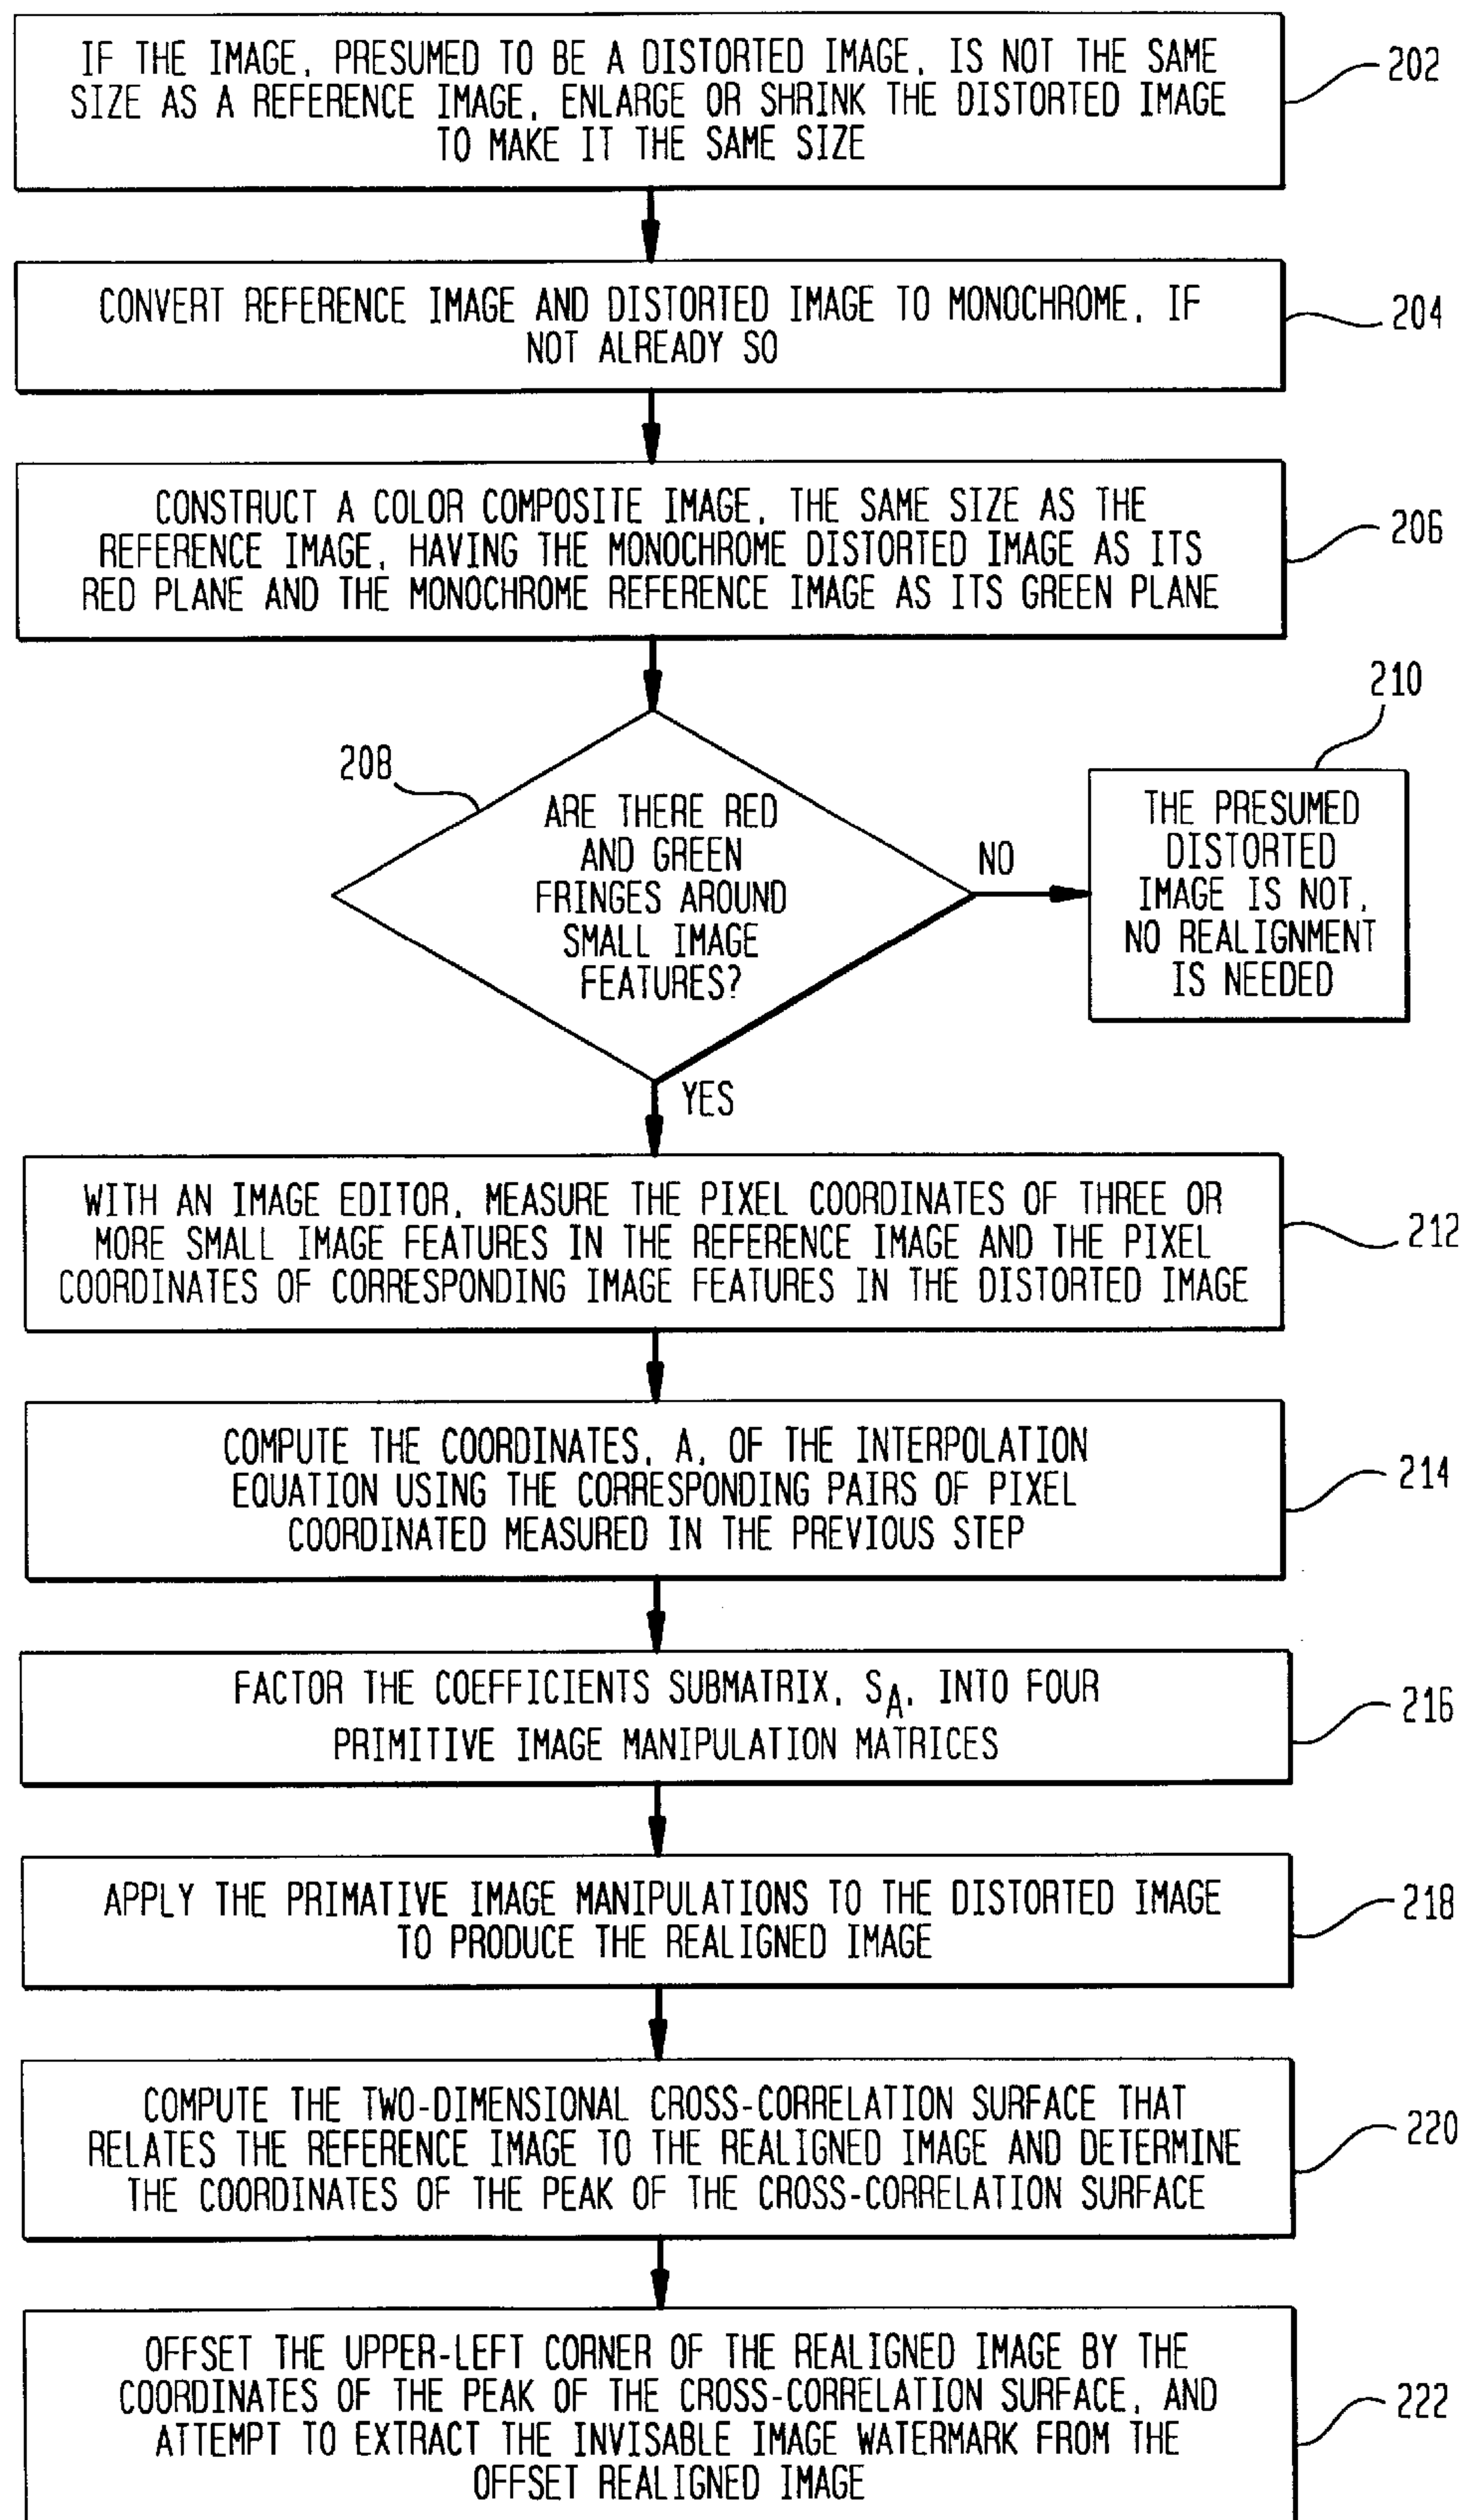 IF THE IMAGE, PRESUMED TO BE A DISTORTED IMAGE, IS NOT THE SAME
SIZE AS A REFERENCE IMAGE, ENLARGE OR SHRINK THE DISTORTED IMAGE
TO MAKE IT THE SAME SIZE
202
CONVERT REFERENCE IMAGE AND DISTORTED IMAGE TO MONOCHROME, IF
NOT ALREADY SO
204
CONSTRUCT A COLOR COMPOSITE IMAGE, THE SAME SIZE AS THE
REFERENCE IMAGE, HAVING THE MONOCHROME DISTORTED IMAGE AS ITS
RED PLANE AND THE MONOCHROME REFERENCE IMAGE AS ITS GREEN PLANE
206
208
ARE THERE RED
AND GREEN
FRINGES AROUND
SMALL IMAGE
FEATURES?
NO
210
THE PRESUMED
DISTORTED
IMAGE IS NOT,
NO REALIGNMENT
IS NEEDED
YES
WITH AN IMAGE EDITOR, MEASURE THE PIXEL COORDINATES OF THREE OR
MORE SMALL IMAGE FEATURES IN THE REFERENCE IMAGE AND THE PIXEL
COORDINATES OF CORRESPONDING IMAGE FEATURES IN THE DISTORTED IMAGE
212
COMPUTE THE COORDINATES, A, OF THE INTERPOLATION
EQUATION USING THE CORRESPONDING PAIRS OF PIXEL
COORDINATED MEASURED IN THE PREVIOUS STEP
214
FACTOR THE COEFFICIENTS SUBMATRIX, SA, INTO FOUR
PRIMITIVE IMAGE MANIPULATION MATRICES
216
APPLY THE PRIMATIVE IMAGE MANIPULATIONS TO THE DISTORTED IMAGE
TO PRODUCE THE REALIGNED IMAGE
218
COMPUTE THE TWO-DIMENSIONAL CROSS-CORRELATION SURFACE THAT
RELATES THE REFERENCE IMAGE TO THE REALIGNED IMAGE AND DETERMINE
THE COORDINATES OF THE PEAK OF THE CROSS-CORRELATION SURFACE
220
OFFSET THE UPPER-LEFT CORNER OF THE REALIGNED IMAGE BY THE
COORDINATES OF THE PEAK OF THE CROSS-CORRELATION SURFACE, AND
ATTEMPT TO EXTRACT THE INVISABLE IMAGE WATERMARK FROM THE
OFFSET REALIGNED IMAGE
222